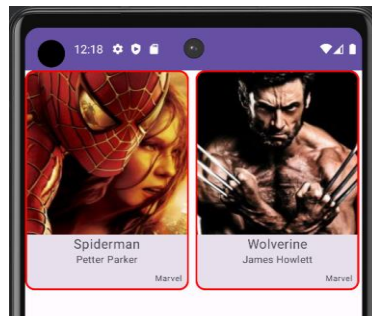 12:18
Spiderman
Petter Parker
Marvel
Wolverine
James Howlett
Marvel